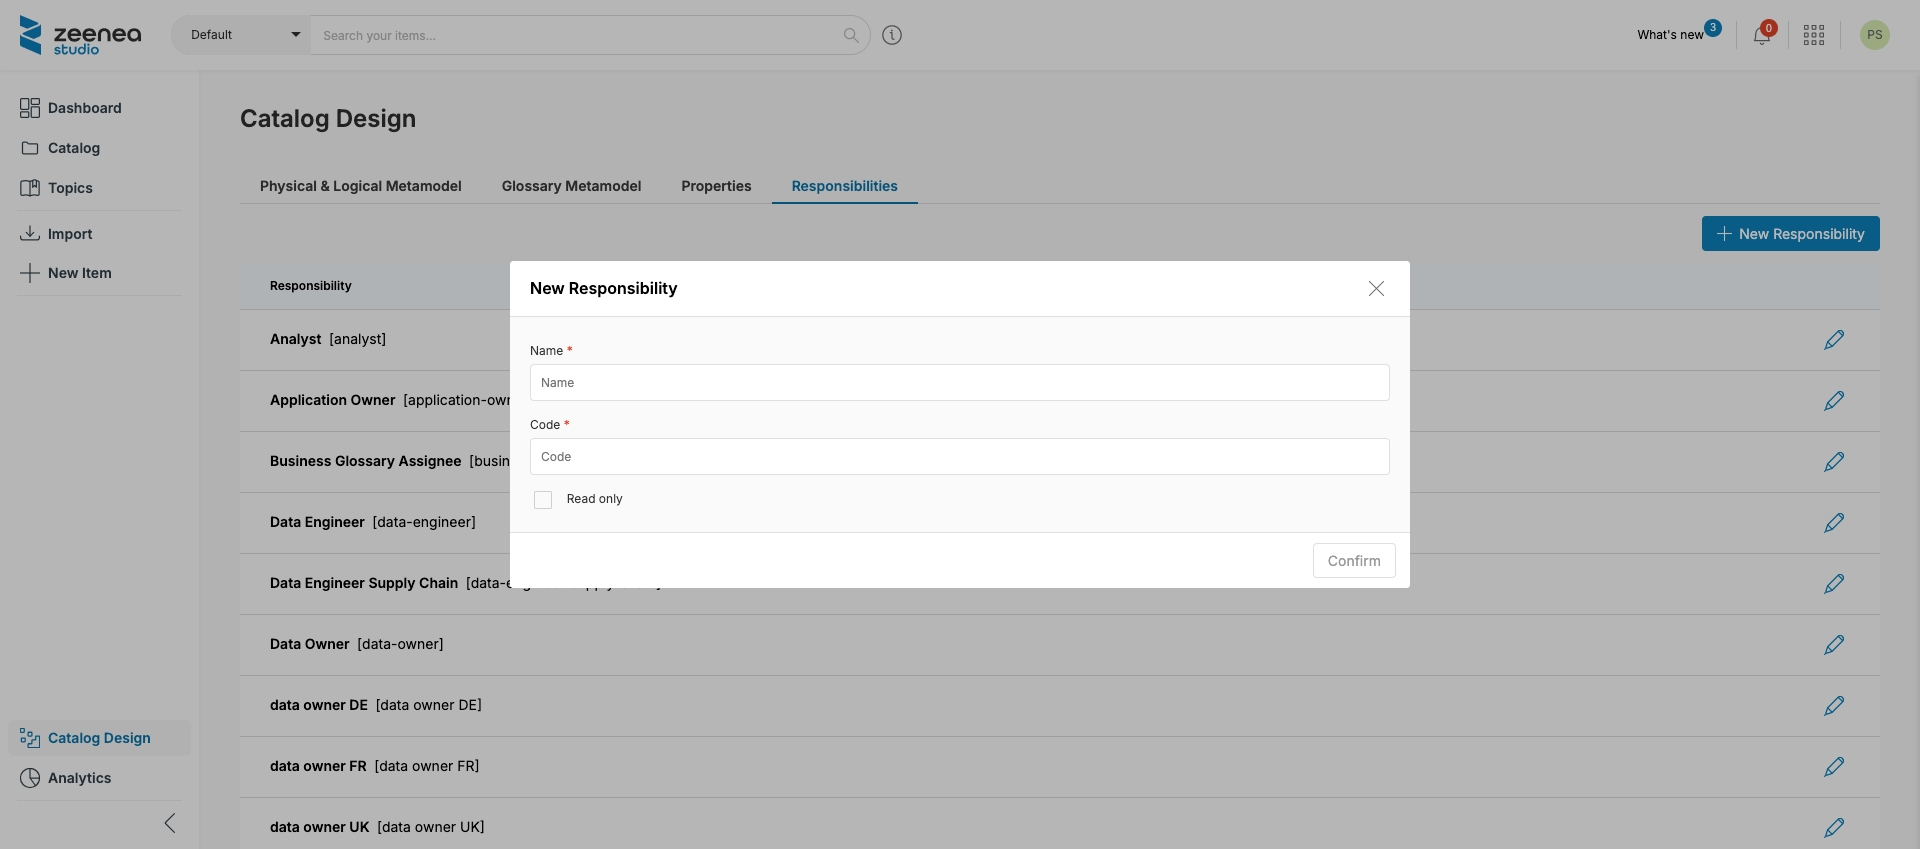 zeenea
studio
Default
Search your items...
What's new
3
0
PS
Dashboard
Catalog
Topics
Import
New Item
Catalog Design
Analytics
Catalog Design
Physical & Logical Metamodel
Glossary Metamodel
Properties
Responsibilities
New Responsibility
Responsibility
Analyst [analyst]
Application Owner [application-own
Business Glossary Assignee [busin
Data Engineer [data-engineer]
Data Engineer Supply Chain [data-e
Data Owner [data-owner]
data owner DE [data owner DE]
data owner FR [data owner FR]
data owner UK [data owner UK]
New Responsibility
Name *
Name
Code *
Code
Read only
Confirm